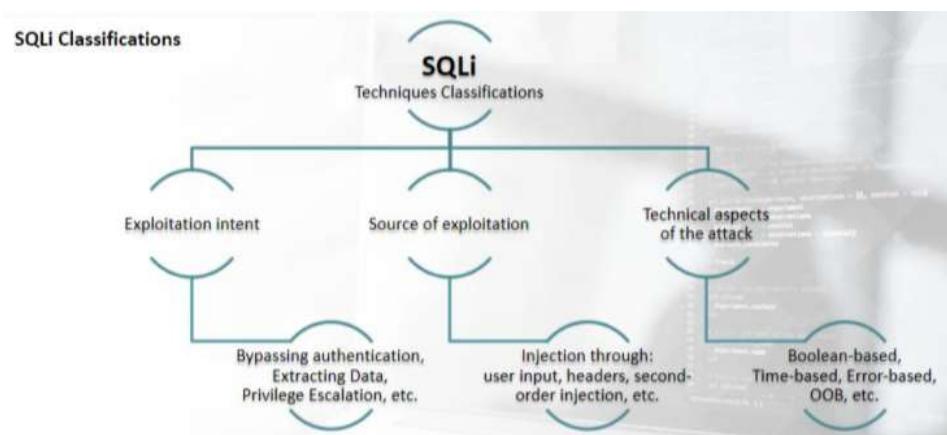 SQLi Classifications
SQLi
Techniques Classifications
Exploitation intent
Source of exploitation
Technical aspects
of the attack
Bypassing authentication,
Extracting Data,
Privilege Escalation, etc.
Injection through:
user input, headers, second-
order injection, etc.
Boolean-based,
Time-based, Error-based,
OOB, etc.